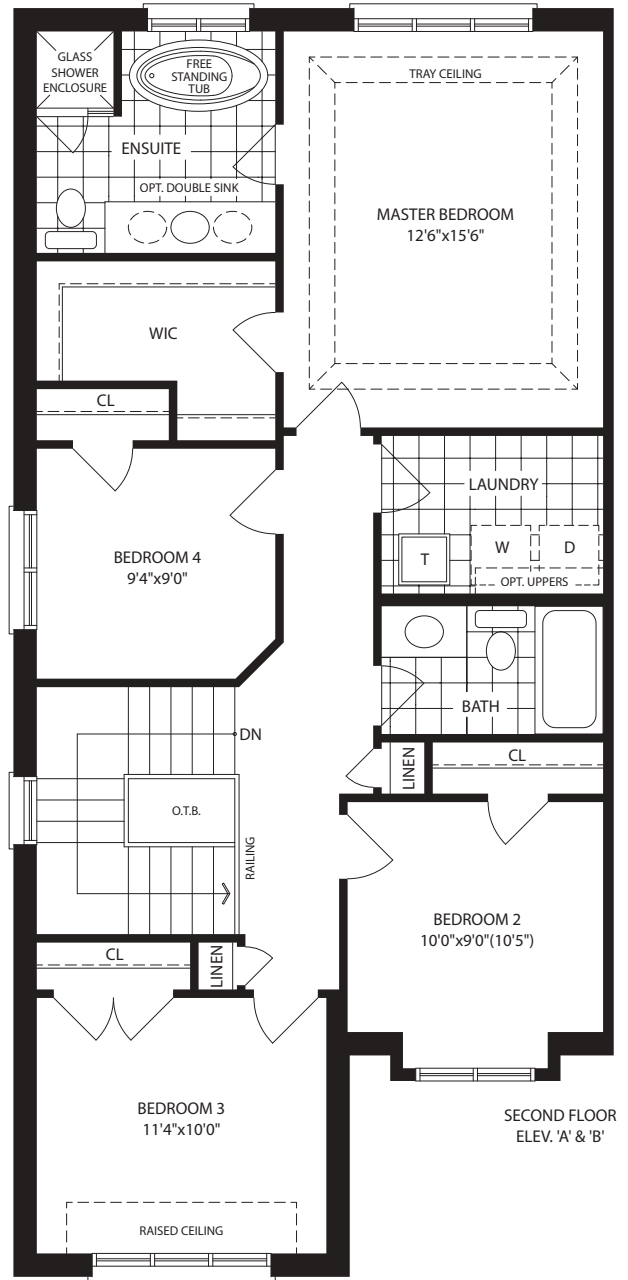 GLASS
SHOWER
ENCLOSURE
FREE
STANDING
TUB
TRAY CEILING
ENSUITE
OPT. DOUBLE SINK
MASTER BEDROOM
12'6"x15'6"
WIC
CL
LAUNDRY
T
W
D
OPT. UPPERS
BEDROOM 4
9'4"x9'0"
BATH
DN
LINEN
CL
O.T.B.
RAILING
BEDROOM 2
10'0"x9'0"(10'5")
CL
LINEN
BEDROOM 3
11'4"x10'0"
SECOND FLOOR
ELEV. 'A' & 'B'
RAISED CEILING